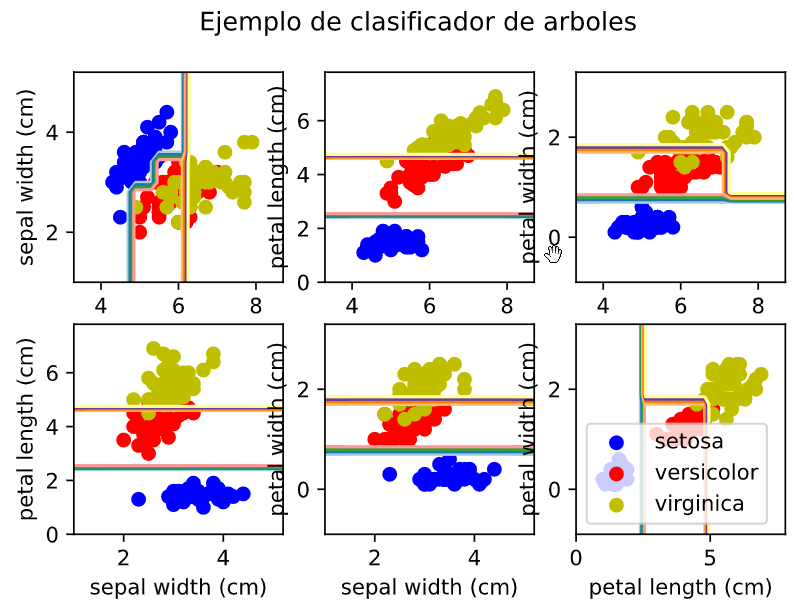 Ejemplo de clasificador de arboles
sepal width (cm)
4
2
4 6 8
petal length (cm)
6
4
2
0
4 6 8
petal width (cm)
2
0
4 6 8
petal length (cm)
6
4
2
0
2 4
sepal width (cm)
petal width (cm)
2
0
2 4
sepal width (cm)
petal width (cm)
2
0
0 5
petal length (cm)
setosa
versicolor
virginica